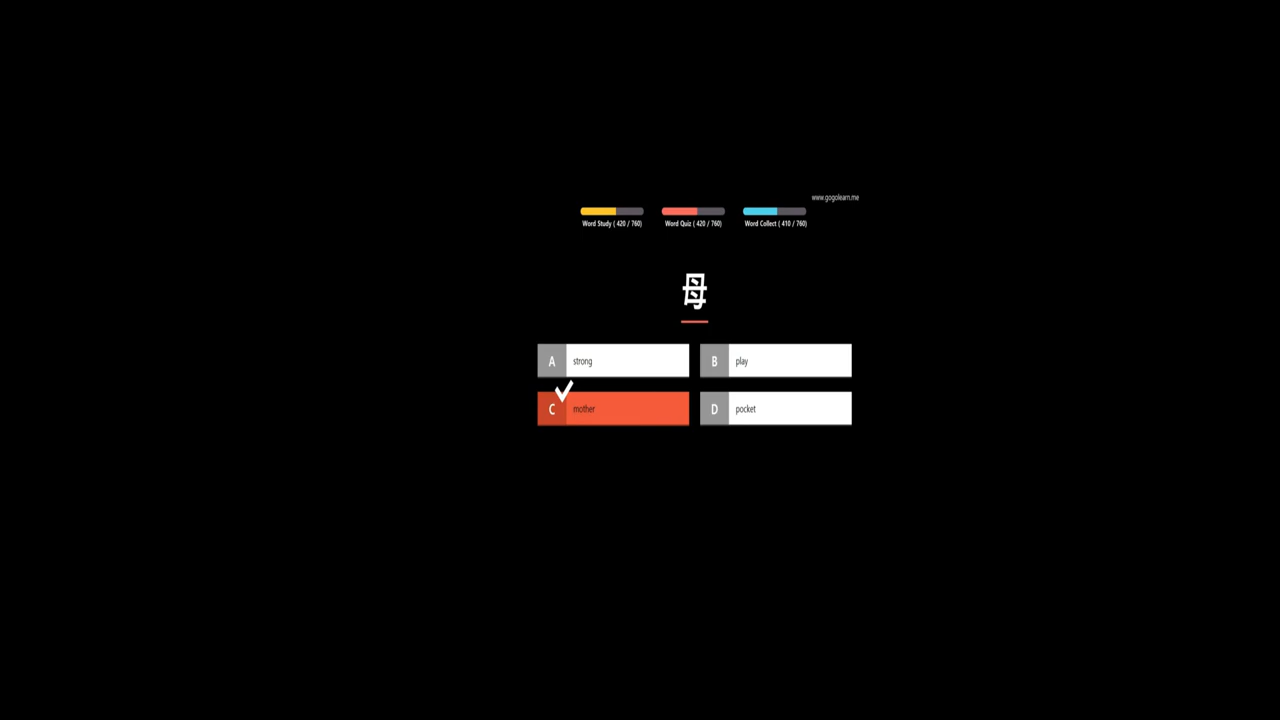 www.gogolearn.me
Word Study ( 420 / 760)
Word Quiz ( 420 / 760)
Word Collect ( 410 / 760)
母
A strong
B play
C mother
D pocket